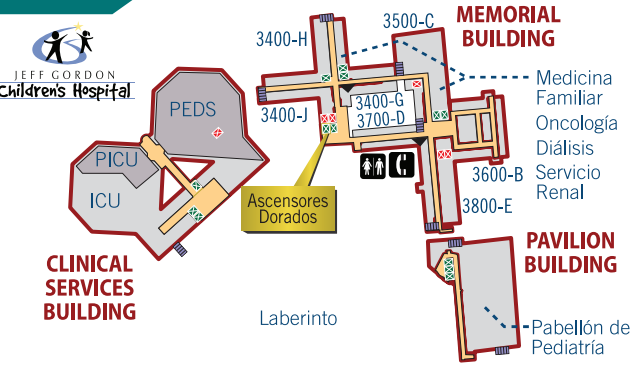 JEFF GORDON
Children's Hospital
MEMORIAL
BUILDING
3500-C
3400-H
Medicina
Familiar
PEDS
3400-J
3400-G
3700-D
Oncología
Diálisis
PICU
3600-B
Servicio
Renal
ICU
Ascensores
Dorados
3800-E
CLINICAL
SERVICES
BUILDING
PAVILION
BUILDING
Laberinto
Pabellón de
Pediatría